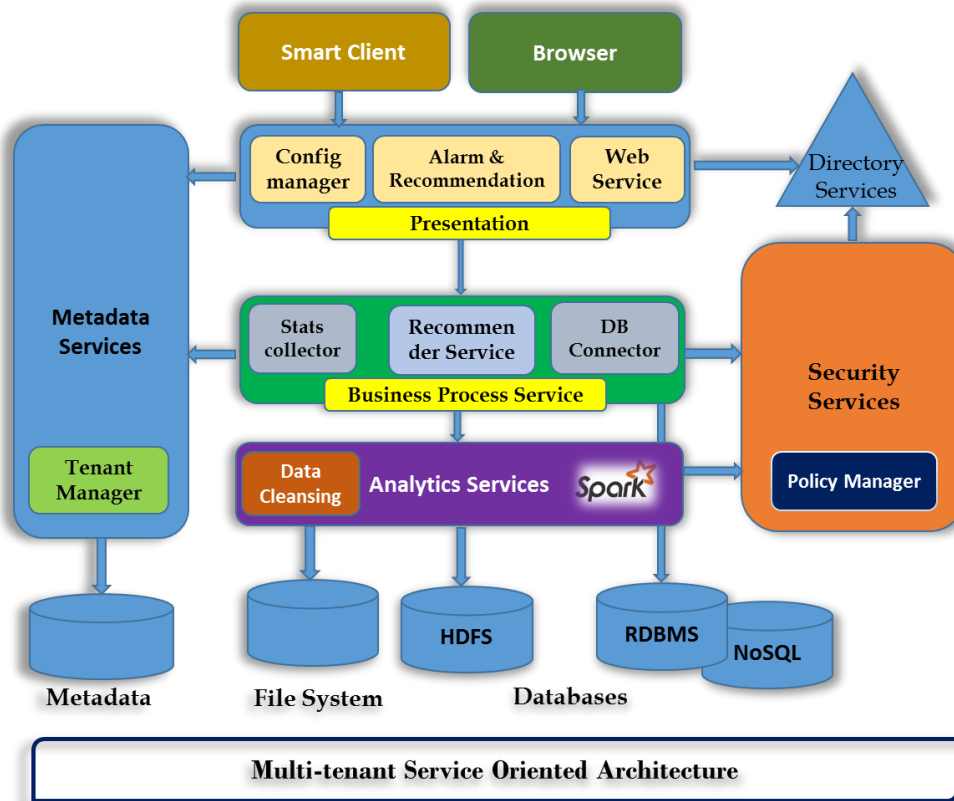 Smart Client
Browser
Config
manager
Alarm &
Recommendation
Web
Service
Presentation
Directory
Services
Metadata
Services
Tenant
Manager
Stats
collector
Recommen
der Service
DB
Connector
Business Process Service
Security
Services
Policy Manager
Data
Cleansing
Analytics Services
Spark
HDFS
RDBMS
NoSQL
Metadata
File System
Databases
Multi-tenant Service Oriented Architecture